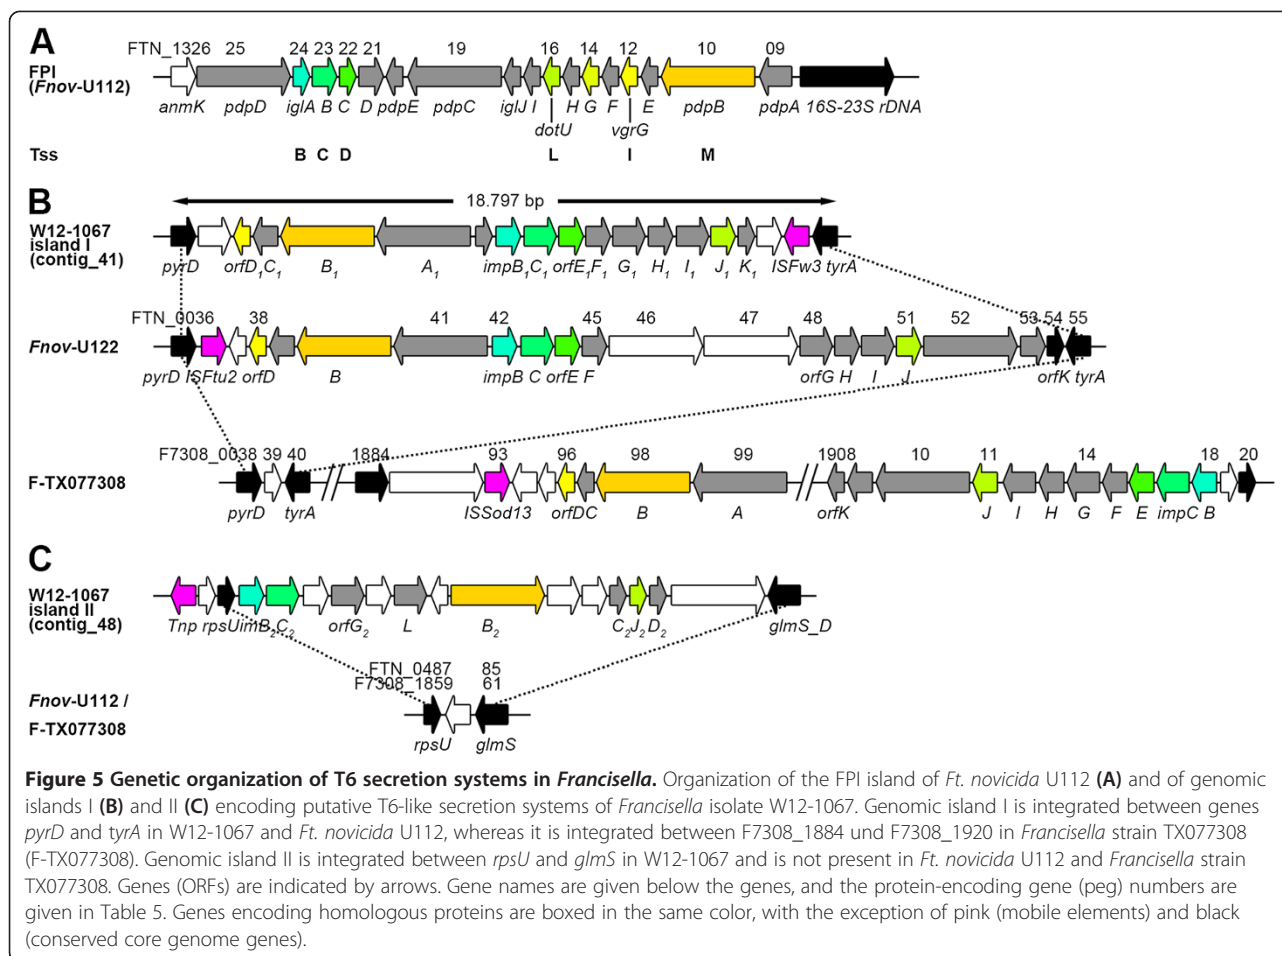 A
FTN_1326 25 24 23 22 21 19 16 14 12 10 09
FPI
(Fnov-U112)
anmK pdpD iglA B C D pdpE pdpC iglJ I H G F E pdpB pdpA 16S-23S rDNA
dotU vgrG
Tss B C D L I M
B
18.797 bp
W12-1067
island I
(contig_41)
pyrD orfD1C1 B1 A1 impB1C1 orfE1F1 G1 H1 I1 J1 K1 ISFw3 tyrA
FTN_0036 38 41 42 45 46 47 48 51 52 53 54 55
Fnov-U122
pyrD ISFtu2 orfD B impB C orfE F orfG H I J orfK tyrA
F7308_0038 39 40 1884 93 96 98 99 1908 10 11 14 18 20
F-TX077308
pyrD tyrA ISSod13 orfDC B A orfK J I H G F E impC B
C
W12-1067
island II
(contig_48)
Tnp rpsUimB2C2 orfG2 L B2 C2J2D2 glmS_D
FTN_0487 85
F7308_1859 61
Fnov-U112 /
F-TX077308
rpsU glmS
Figure 5 Genetic organization of T6 secretion systems in Francisella. Organization of the FPI island of Ft. novicida U112 (A) and of genomic
islands I (B) and II (C) encoding putative T6-like secretion systems of Francisella isolate W12-1067. Genomic island I is integrated between genes
pyrD and tyrA in W12-1067 and Ft. novicida U112, whereas it is integrated between F7308_1884 und F7308_1920 in Francisella strain TX077308
(F-TX077308). Genomic island II is integrated between rpsU and glmS in W12-1067 and is not present in Ft. novicida U112 and Francisella strain
TX077308. Genes (ORFs) are indicated by arrows. Gene names are given below the genes, and the protein-encoding gene (peg) numbers are
given in Table 5. Genes encoding homologous proteins are boxed in the same color, with the exception of pink (mobile elements) and black
(conserved core genome genes).